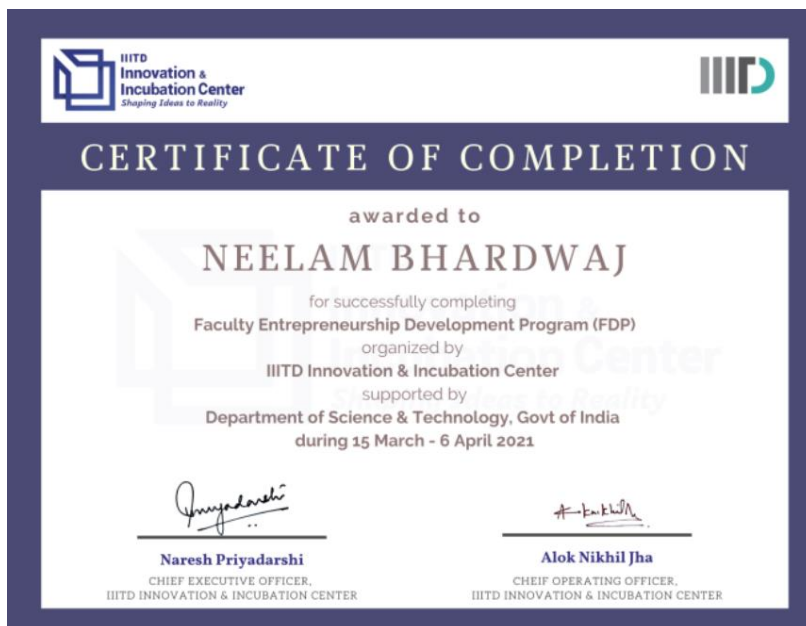 IIITD
Innovation &
Incubation Center
Shaping Ideas to Reality
IIITD
CERTIFICATE OF COMPLETION
awarded to
NEELAM BHARDWAJ
for successfully completing
Faculty Entrepreneurship Development Program (FDP)
organized by
IIITD Innovation & Incubation Center
supported by
Department of Science & Technology, Govt of India
during 15 March - 6 April 2021
Priyadarshi
Naresh Priyadarshi
CHIEF EXECUTIVE OFFICER,
IIITD INNOVATION & INCUBATION CENTER
Alok Nikhil Jha
CHEIF OPERATING OFFICER,
IIITD INNOVATION & INCUBATION CENTER